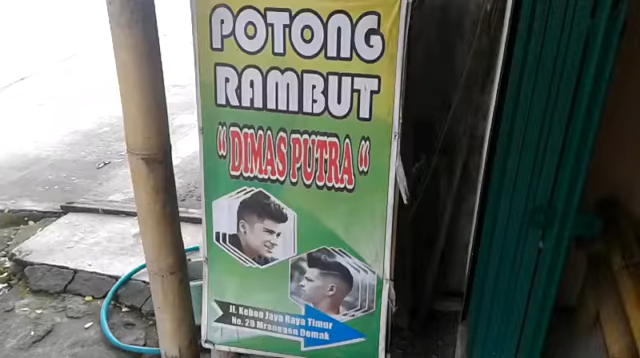 POTONG
RAMBUT
“ DIMAS PUTRA “
Jl. Kebon Jaya Raya Timur
No. 29 Mranggen Demak